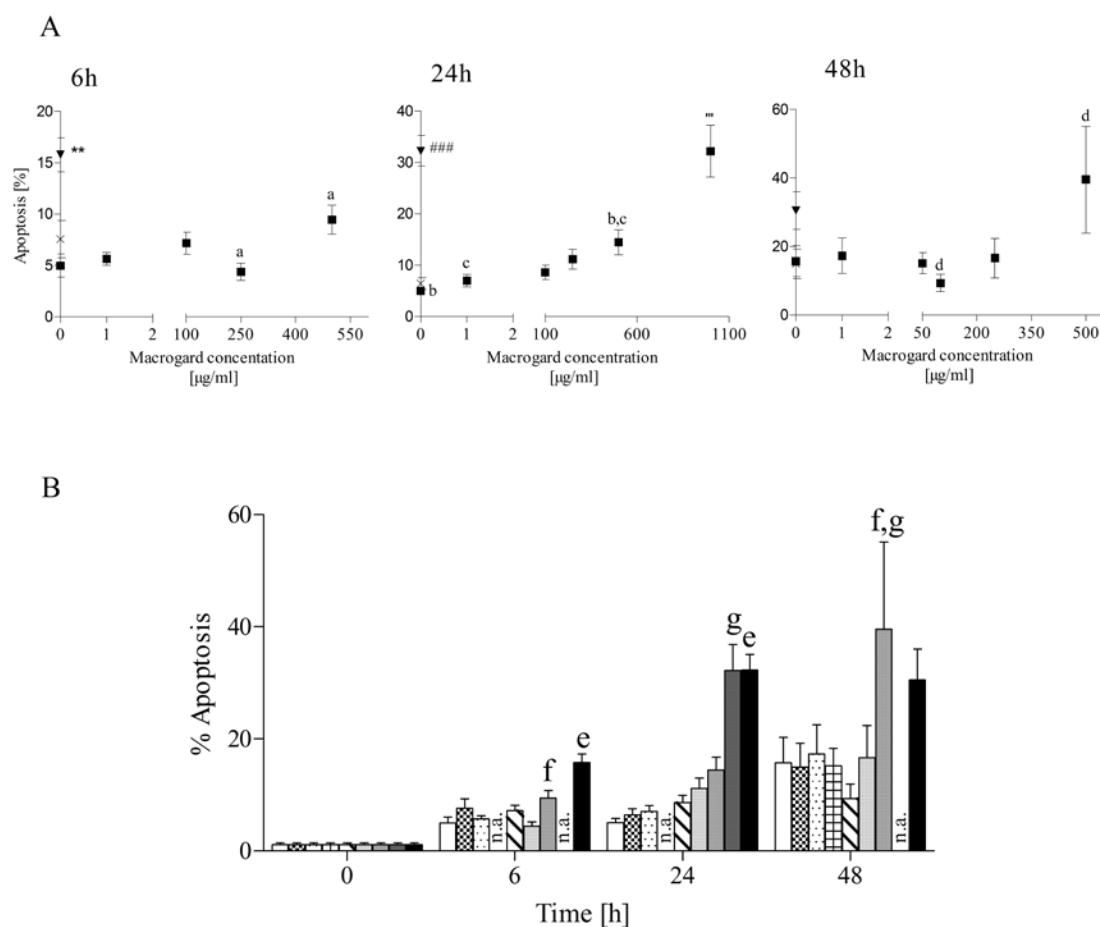 A
6h
24h
48h
Apoptosis [%]
20
15
10
5
0
**
a
a
0 1 2 100 250 400 550
Macrogard concentation
[µg/ml]
40
30
20
10
0
###
b
c
b,c
'''
0 1 2 100 600 1100
Macrogard concentration
[µg/ml]
60
40
20
0
d
d
0 1 2 50 200 350 500
Macrogard concentration
[µg/ml]
B
% Apoptosis
60
40
20
0
f
e
n.a.
n.a.
g
e
n.a.
f,g
n.a.
0 6 24 48
Time [h]